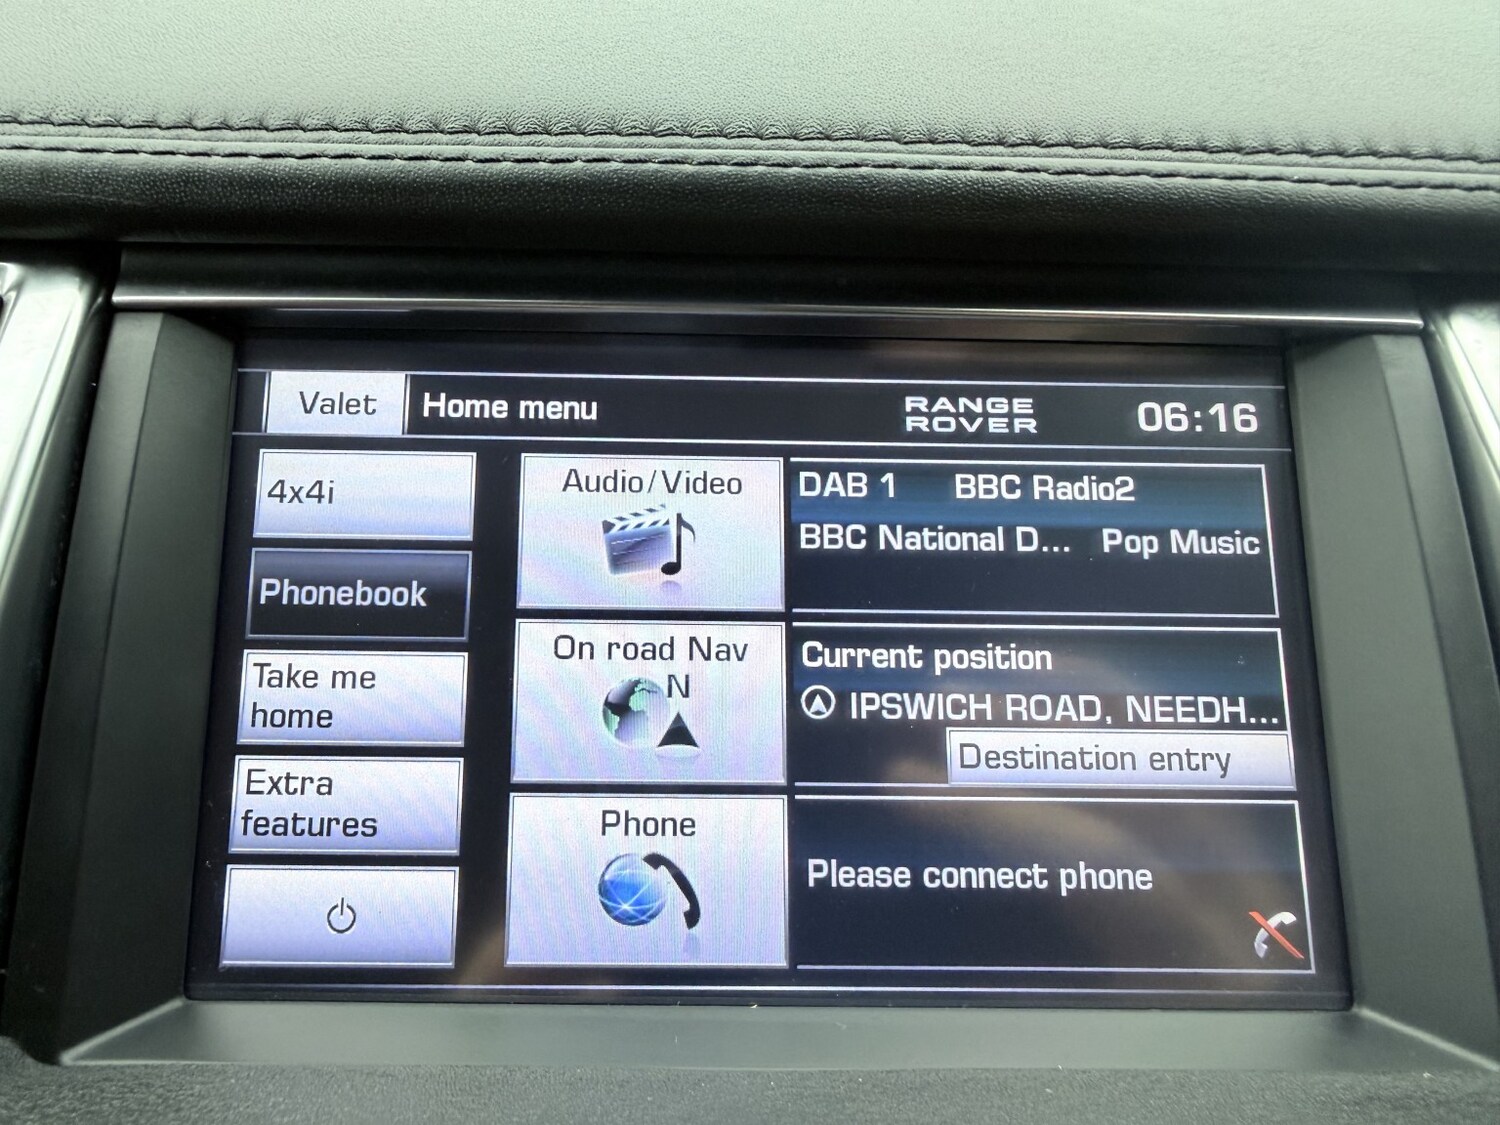 Valet
Home menu
RANGE
ROVER
06:16
4x4i
Phonebook
Take me
home
Extra
features
Audio/Video
On road Nav
N
Phone
DAB 1 BBC Radio2
BBC National D... Pop Music
Current position
IPSWICH ROAD, NEEDH...
Destination entry
Please connect phone